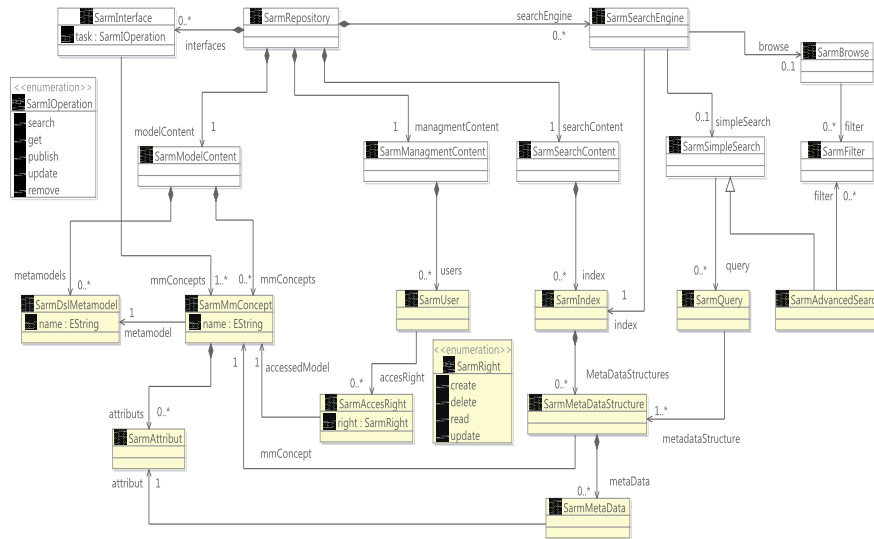 SarmInterface
task : SarmIOperation
0..*
interfaces
SarmRepository
searchEngine
0..*
SarmSearchEngine
browse
0..1
SarmBrowse
<<enumeration>>
SarmIOperation
search
get
publish
update
remove
modelContent
1
SarmModelContent
1
managmentContent
SarmManagmentContent
1
searchContent
SarmSearchContent
0..1
simpleSearch
SarmSimpleSearch
0..*
filter
SarmFilter
filter
0..*
metamodels
0..*
mmConcepts
1..*
0..*
mmConcepts
0..*
users
0..*
index
1
index
0..*
query
SarmDslMetamodel
name : EString
1
metamodel
SarmMmConcept
name : EString
SarmUser
SarmIndex
SarmQuery
SarmAdvancedSearc
<<enumeration>>
SarmRight
create
delete
read
update
1
1
accessedModel
0..*
accesRight
SarmAccesRight
right : SarmRight
0..*
MetaDataStructures
SarmMetaDataStructure
1..*
metadataStructure
attributs
0..*
SarmAttribut
attribut
1
mmConcept
0..*
metaData
SarmMetaData